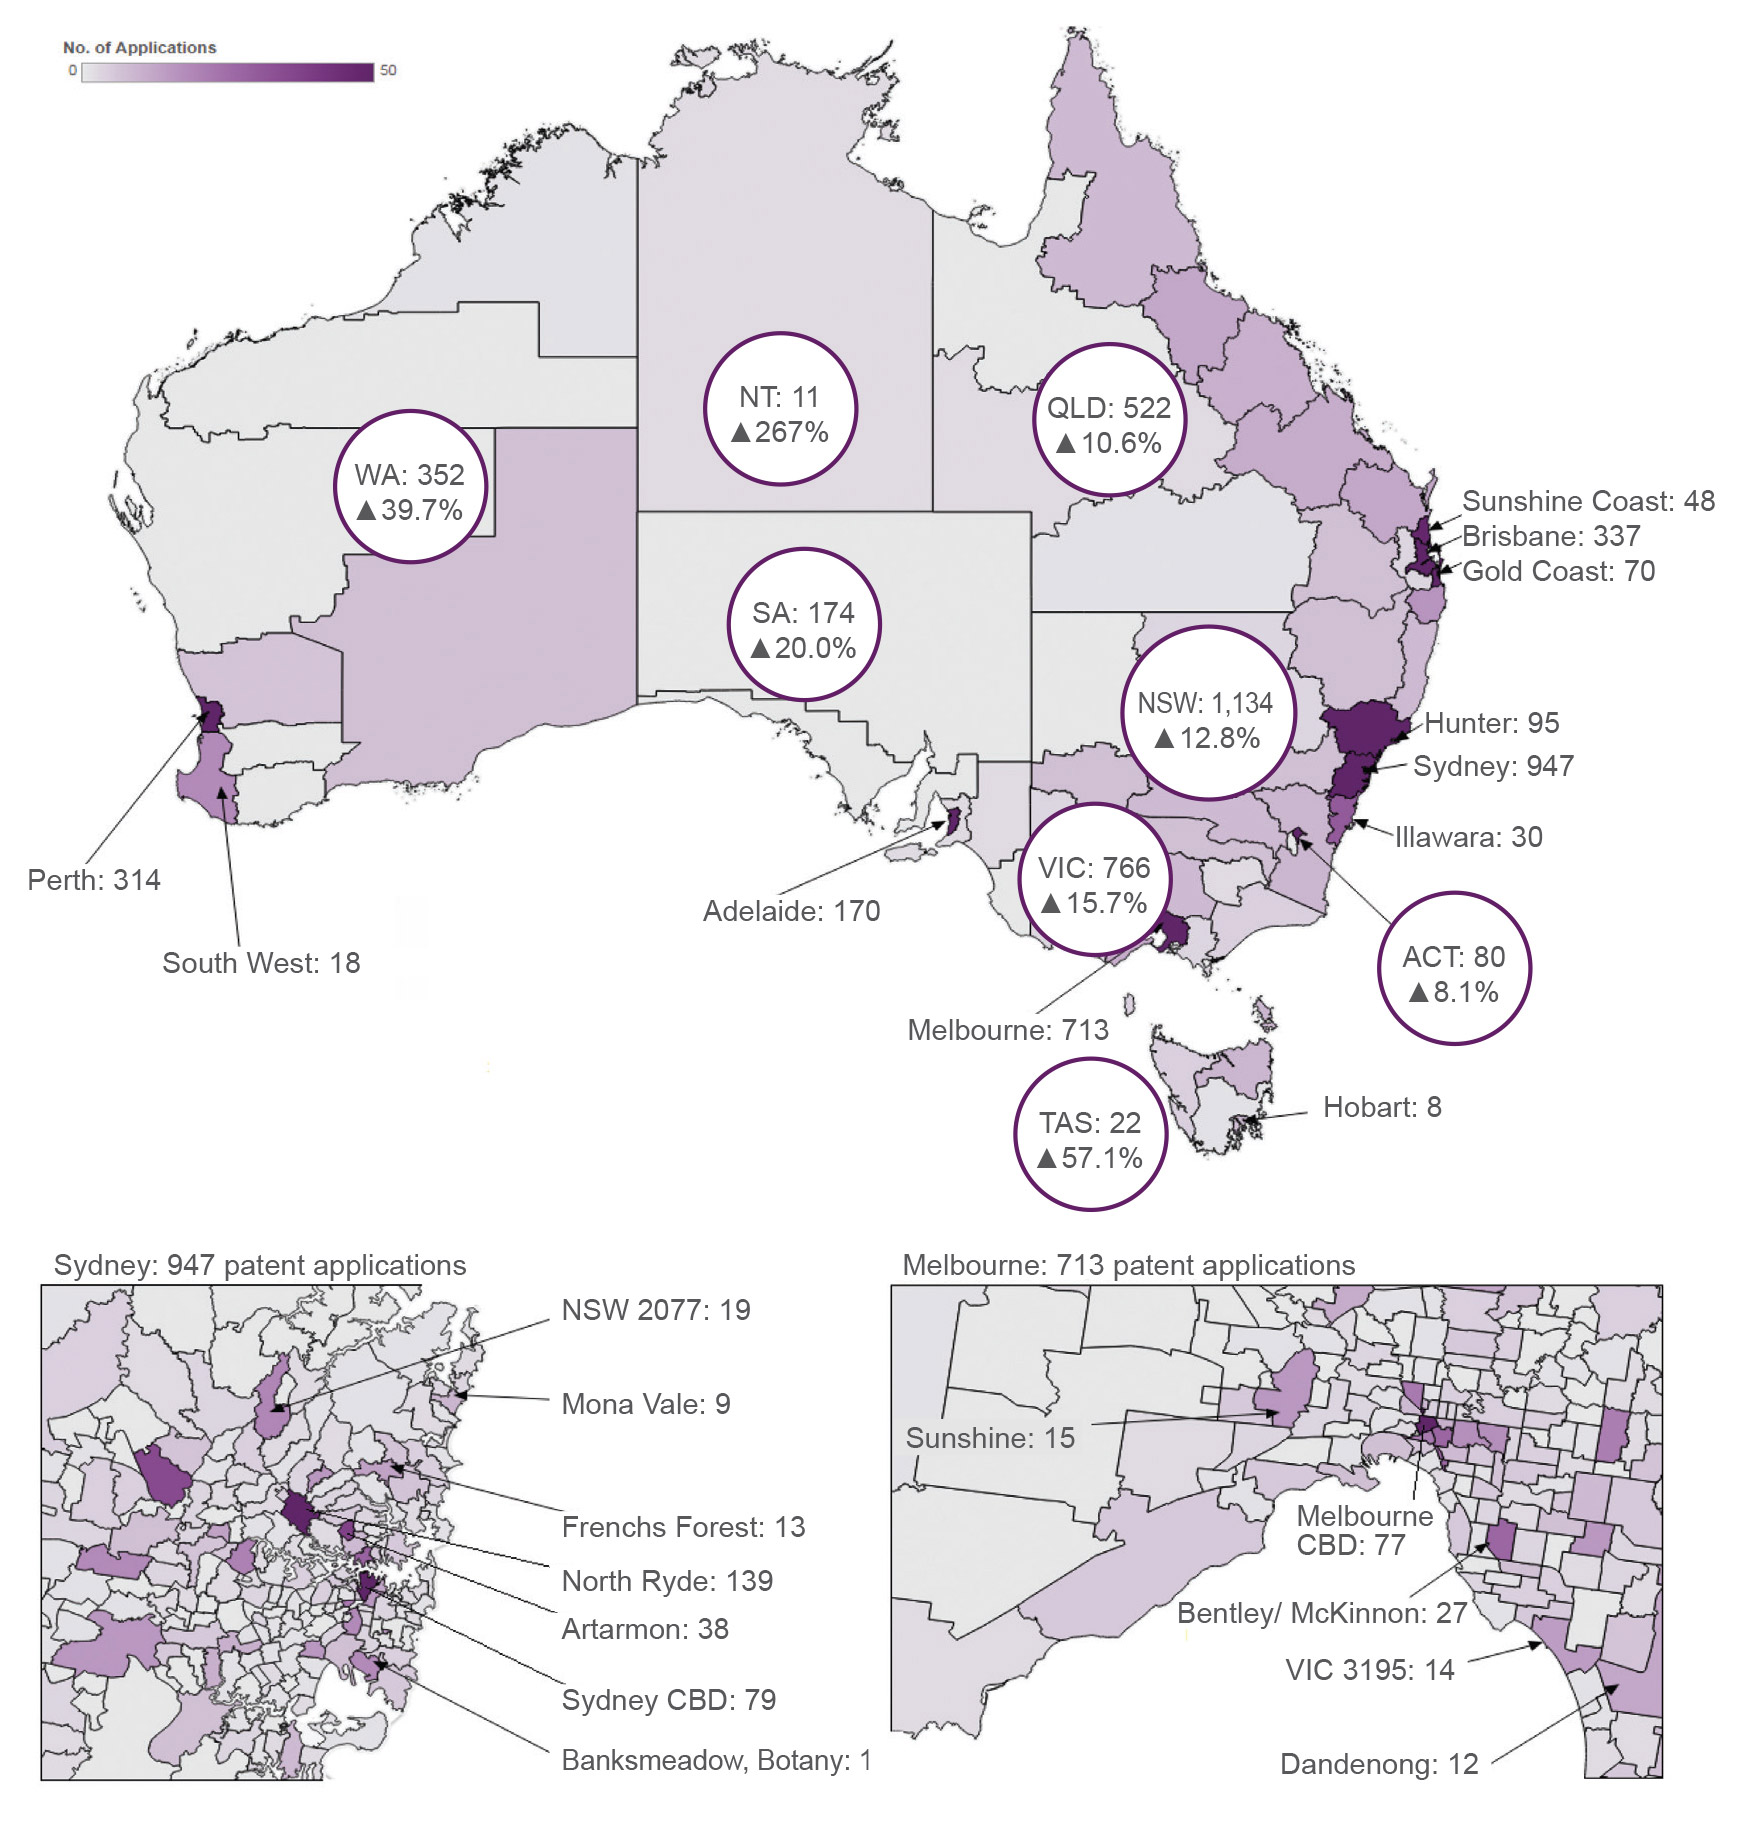 No. of Applications
0 50
NT: 11
▲267%
QLD: 522
▲10.6%
WA: 352
▲39.7%
Sunshine Coast: 48
Brisbane: 337
Gold Coast: 70
SA: 174
▲20.0%
NSW: 1,134
▲12.8%
Hunter: 95
Sydney: 947
Illawara: 30
VIC: 766
▲15.7%
Perth: 314
Adelaide: 170
South West: 18
ACT: 80
▲8.1%
Melbourne: 713
TAS: 22
▲57.1%
Hobart: 8
Sydney: 947 patent applications
NSW 2077: 19
Mona Vale: 9
Frenchs Forest: 13
North Ryde: 139
Artarmon: 38
Sydney CBD: 79
Banksmeadow, Botany: 1
Melbourne: 713 patent applications
Sunshine: 15
Melbourne
CBD: 77
Bentley/ McKinnon: 27
VIC 3195: 14
Dandenong: 12